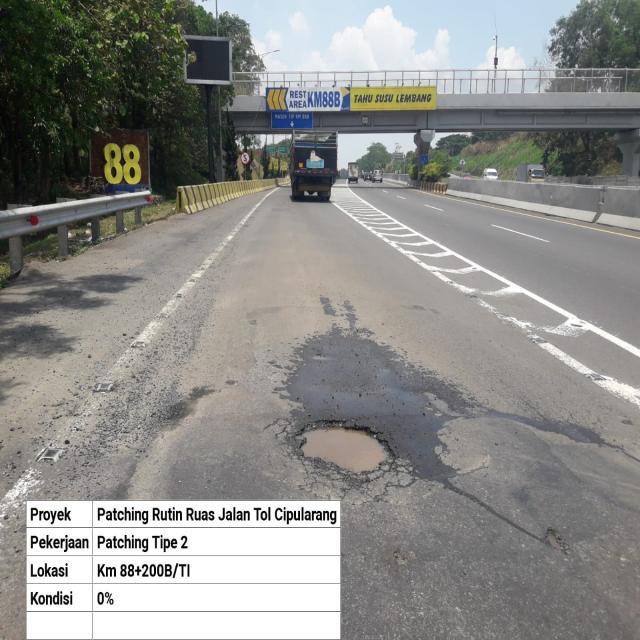 REST
AREA KM88B
TAHU SUSU LEMBANG
88
Proyek Patching Rutin Ruas Jalan Tol Cipularang
Pekerjaan Patching Tipe 2
Lokasi Km 88+200B/TI
Kondisi 0%